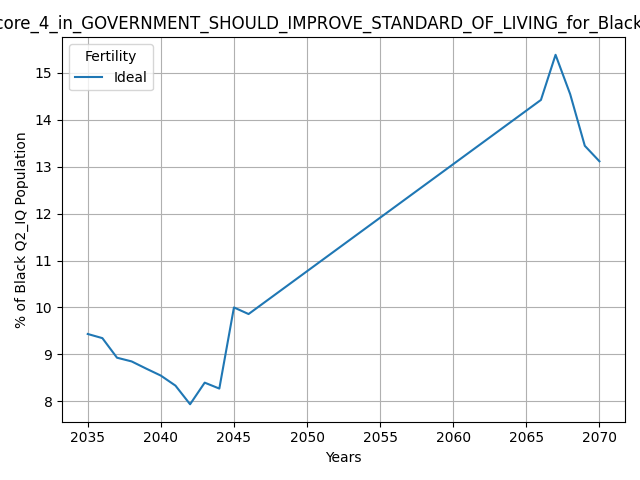 core_4_in_GOVERNMENT_SHOULD_IMPROVE_STANDARD_OF_LIVING_for_Black
Fertility
Ideal
% of Black Q2_IQ Population
15
14
13
12
11
10
9
8
2035 2040 2045 2050 2055 2060 2065 2070
Years